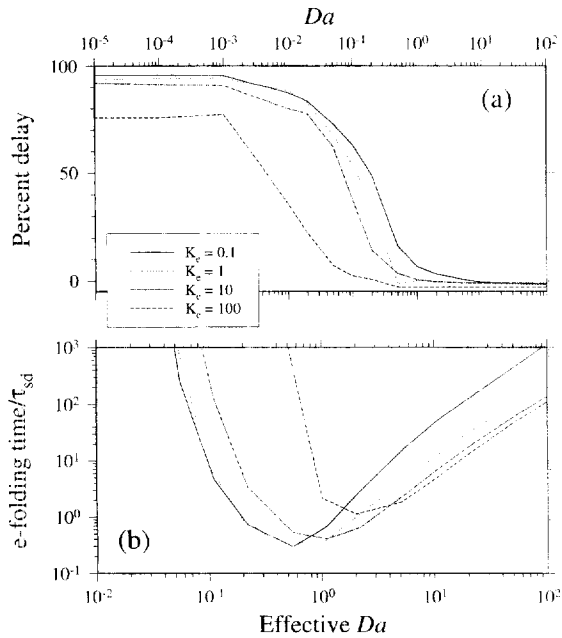 Da
10-5 10-4 10-3 10-2 10-1 100 101 102
100
50
0
Percent delay
(a)
Ke = 0.1
Ke = 1
Ke = 10
Ke = 100
103
102
101
100
10-1
e-folding time/τsd
(b)
10-2 10-1 100 101 102
Effective Da